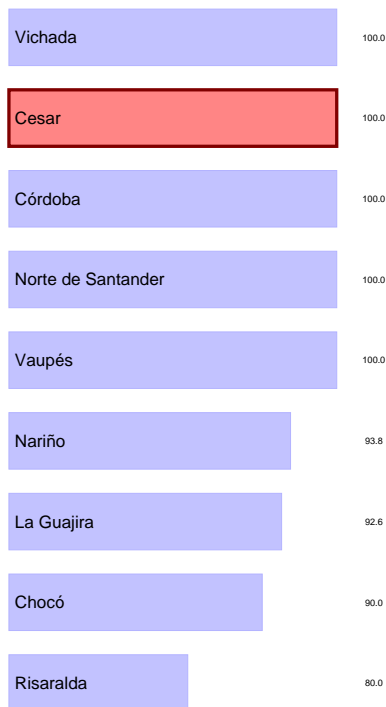 Vichada 100.0
Cesar 100.0
Córdoba 100.0
Norte de Santander 100.0
Vaupés 100.0
Nariño 93.8
La Guajira 92.6
Chocó 90.0
Risaralda 80.0